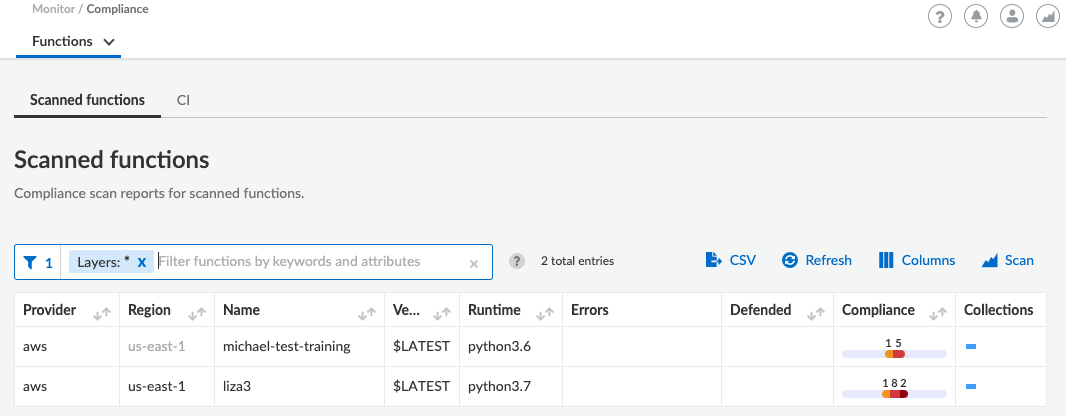 Monitor / Compliance
Functions
Scanned functions CI
Scanned functions
Compliance scan reports for scanned functions.
1 Layers: * X Filter functions by keywords and attributes × ? 2 total entries CSV Refresh Columns Scan
Provider Region Name Ve... Runtime Errors Defended Compliance Collections
aws us-east-1 michael-test-training $LATEST python3.6 1 5
aws us-east-1 liza3 $LATEST python3.7 1 8 2